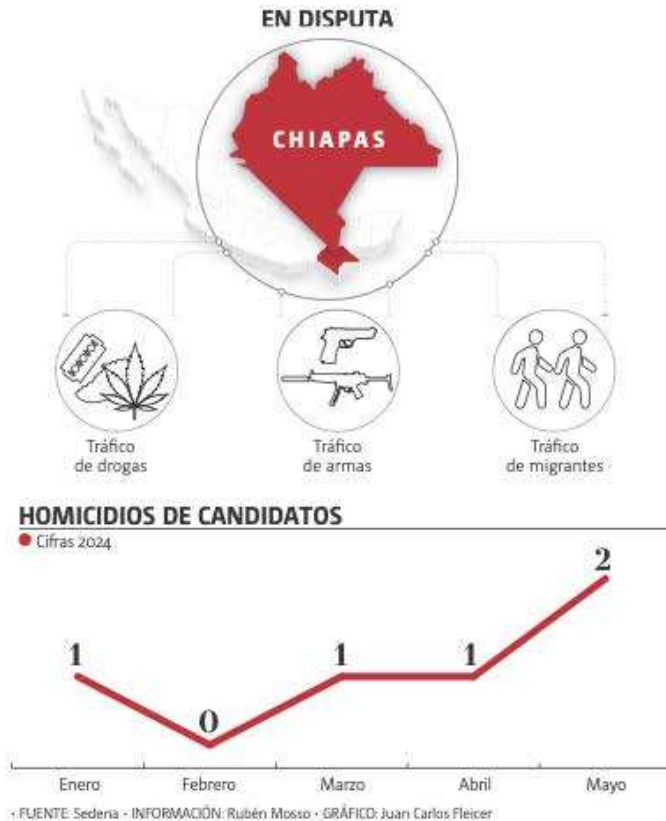 EN DISPUTA
CHIAPAS
Tráfico
de drogas
Tráfico
de armas
Tráfico
de migrantes
HOMICIDIOS DE CANDIDATOS
Cifras 2024
1
0
1
1
2
Enero
Febrero
Marzo
Abril
Mayo
• FUENTE: Sedena • INFORMACIÓN: Rubén Mosso • GRÁFICO: Juan Carlos Fleicer